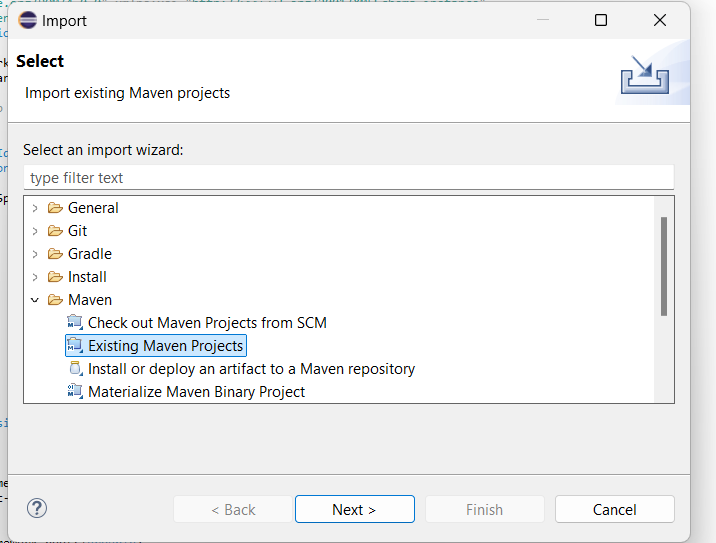 Import
Select
Import existing Maven projects
Select an import wizard:
type filter text
General
Git
Gradle
Install
Maven
Check out Maven Projects from SCM
Existing Maven Projects
Install or deploy an artifact to a Maven repository
Materialize Maven Binary Project
?
< Back
Next >
Finish
Cancel